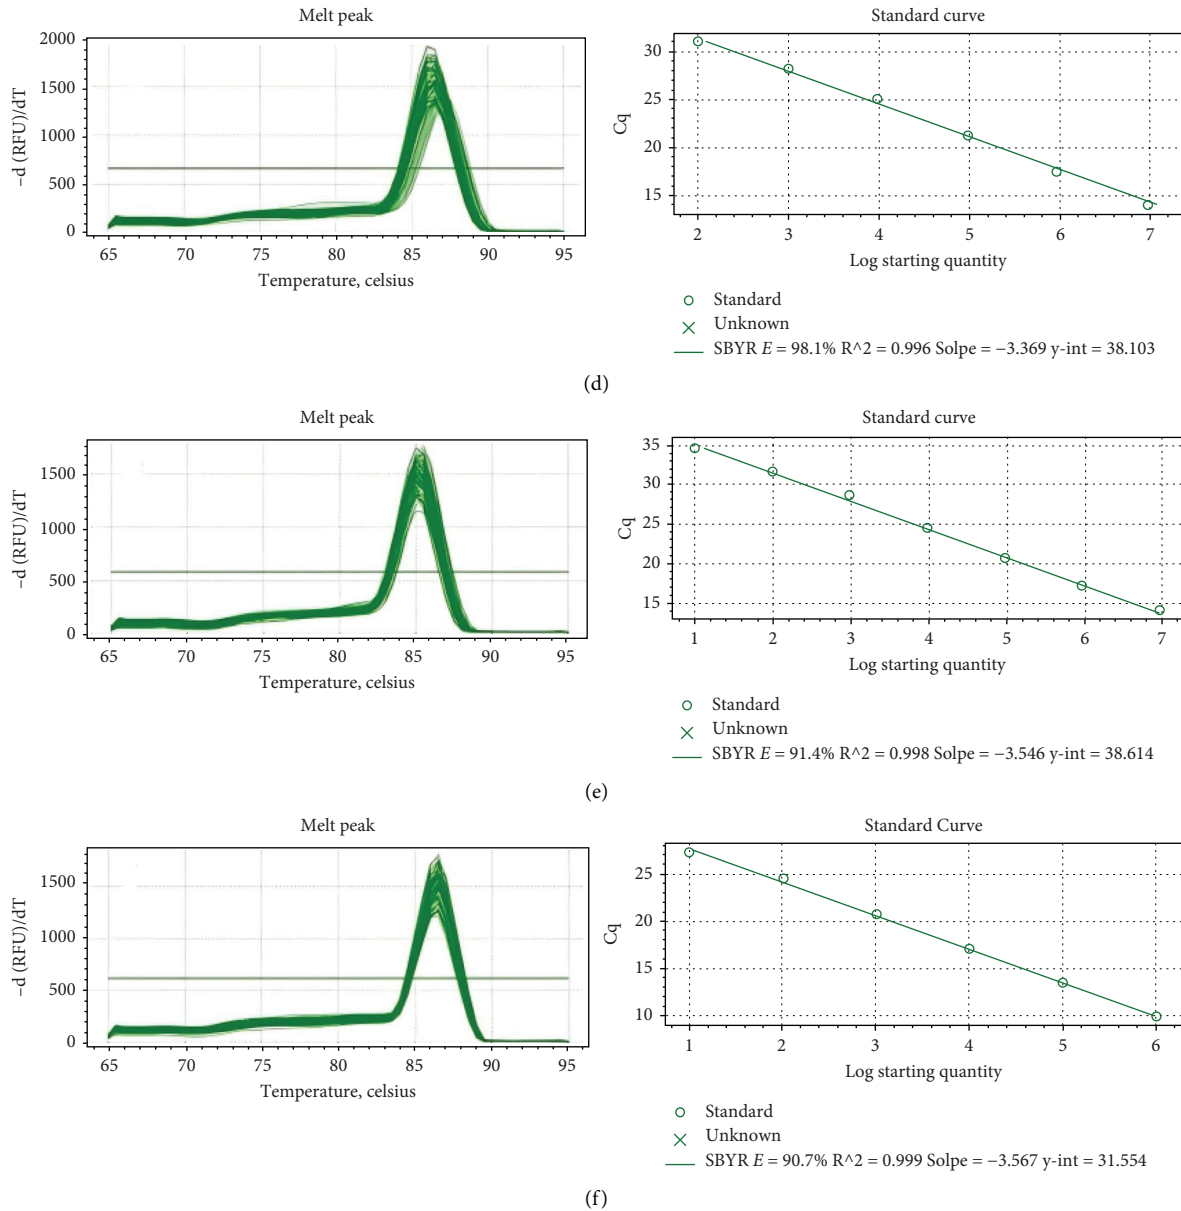 Melt peak
2000
1500
1000
500
0
65 70 75 80 85 90 95
−d (RFU)/dT
Temperature, celsius
Standard curve
30
25
20
15
2 3 4 5 6 7
Cq
Log starting quantity
Standard
Unknown
SBYR E = 98.1% R^2 = 0.996 Solpe = −3.369 y-int = 38.103
(d)
Melt peak
1500
1000
500
0
65 70 75 80 85 90 95
−d (RFU)/dT
Temperature, celsius
Standard curve
35
30
25
20
15
1 2 3 4 5 6 7
Cq
Log starting quantity
Standard
Unknown
SBYR E = 91.4% R^2 = 0.998 Solpe = −3.546 y-int = 38.614
(e)
Melt peak
1500
1000
500
0
65 70 75 80 85 90 95
−d (RFU)/dT
Temperature, celsius
Standard Curve
25
20
15
10
1 2 3 4 5 6
Cq
Log starting quantity
Standard
Unknown
SBYR E = 90.7% R^2 = 0.999 Solpe = −3.567 y-int = 31.554
(f)